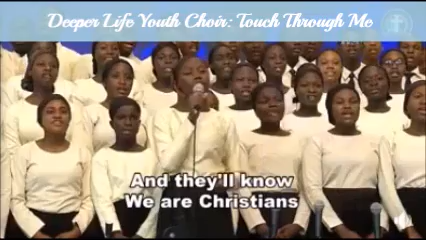 Deeper Life Youth Choir: Touch Through Me
And they'll know
We are Christians